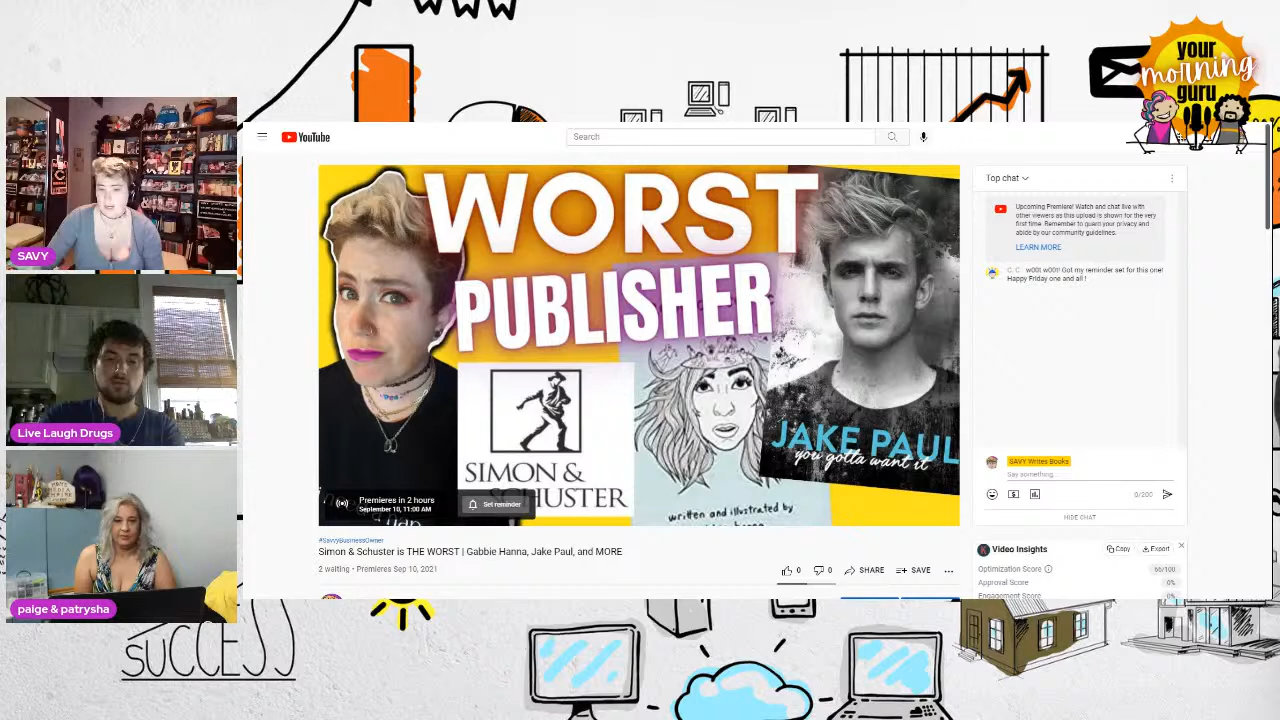 your
morning
guru
YouTube
Search
WORST
PUBLISHER
SIMON &
SCHUSTER
JAKE PAUL
you gotta want it
written and illustrated by
Premieres in 2 hours
September 10, 11:00 AM
Set reminder
#SavvyBusinessOwner
Simon & Schuster is THE WORST | Gabbie Hanna, Jake Paul, and MORE
2 waiting • Premieres Sep 10, 2021
0
0
SHARE
SAVE
Top chat
Upcoming Premiere! Watch and chat live with
other viewers as this upload is shown for the very
first time. Remember to guard your privacy and
abide by our community guidelines.
LEARN MORE
C. C w00t w00t! Got my reminder set for this one!
Happy Friday one and all !
SAVY Writes Books
Say something...
0/200
HIDE CHAT
Video Insights
Copy
Export
Optimization Score
66/100
Approval Score
0%
Engagement Score
0%
SAVY
Live Laugh Drugs
paige & patrysha
SUCCESS